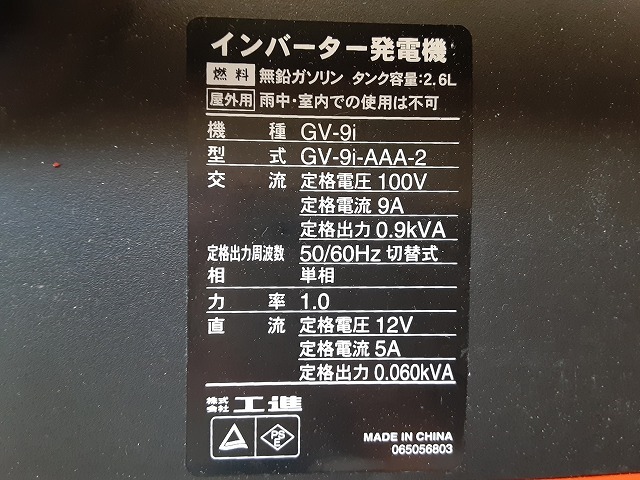 インバーター発電機
燃料 無鉛ガソリン タンク容量:2.6L
屋外用 雨中・室内での使用は不可
機種 GV-9i
型式 GV-9i-AAA-2
交流 定格電圧 100V
定格電流 9A
定格出力 0.9kVA
定格出力周波数 50/60Hz 切替式
相 単相
力率 1.0
直流 定格電圧 12V
定格電流 5A
定格出力 0.060kVA
株式会社 工進
PSE
MADE IN CHINA
065056803